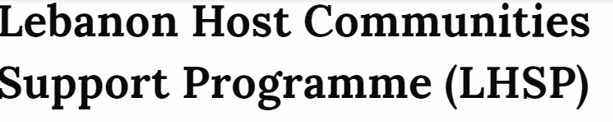 Lebanon Host Communities
Support Programme (LHSP)